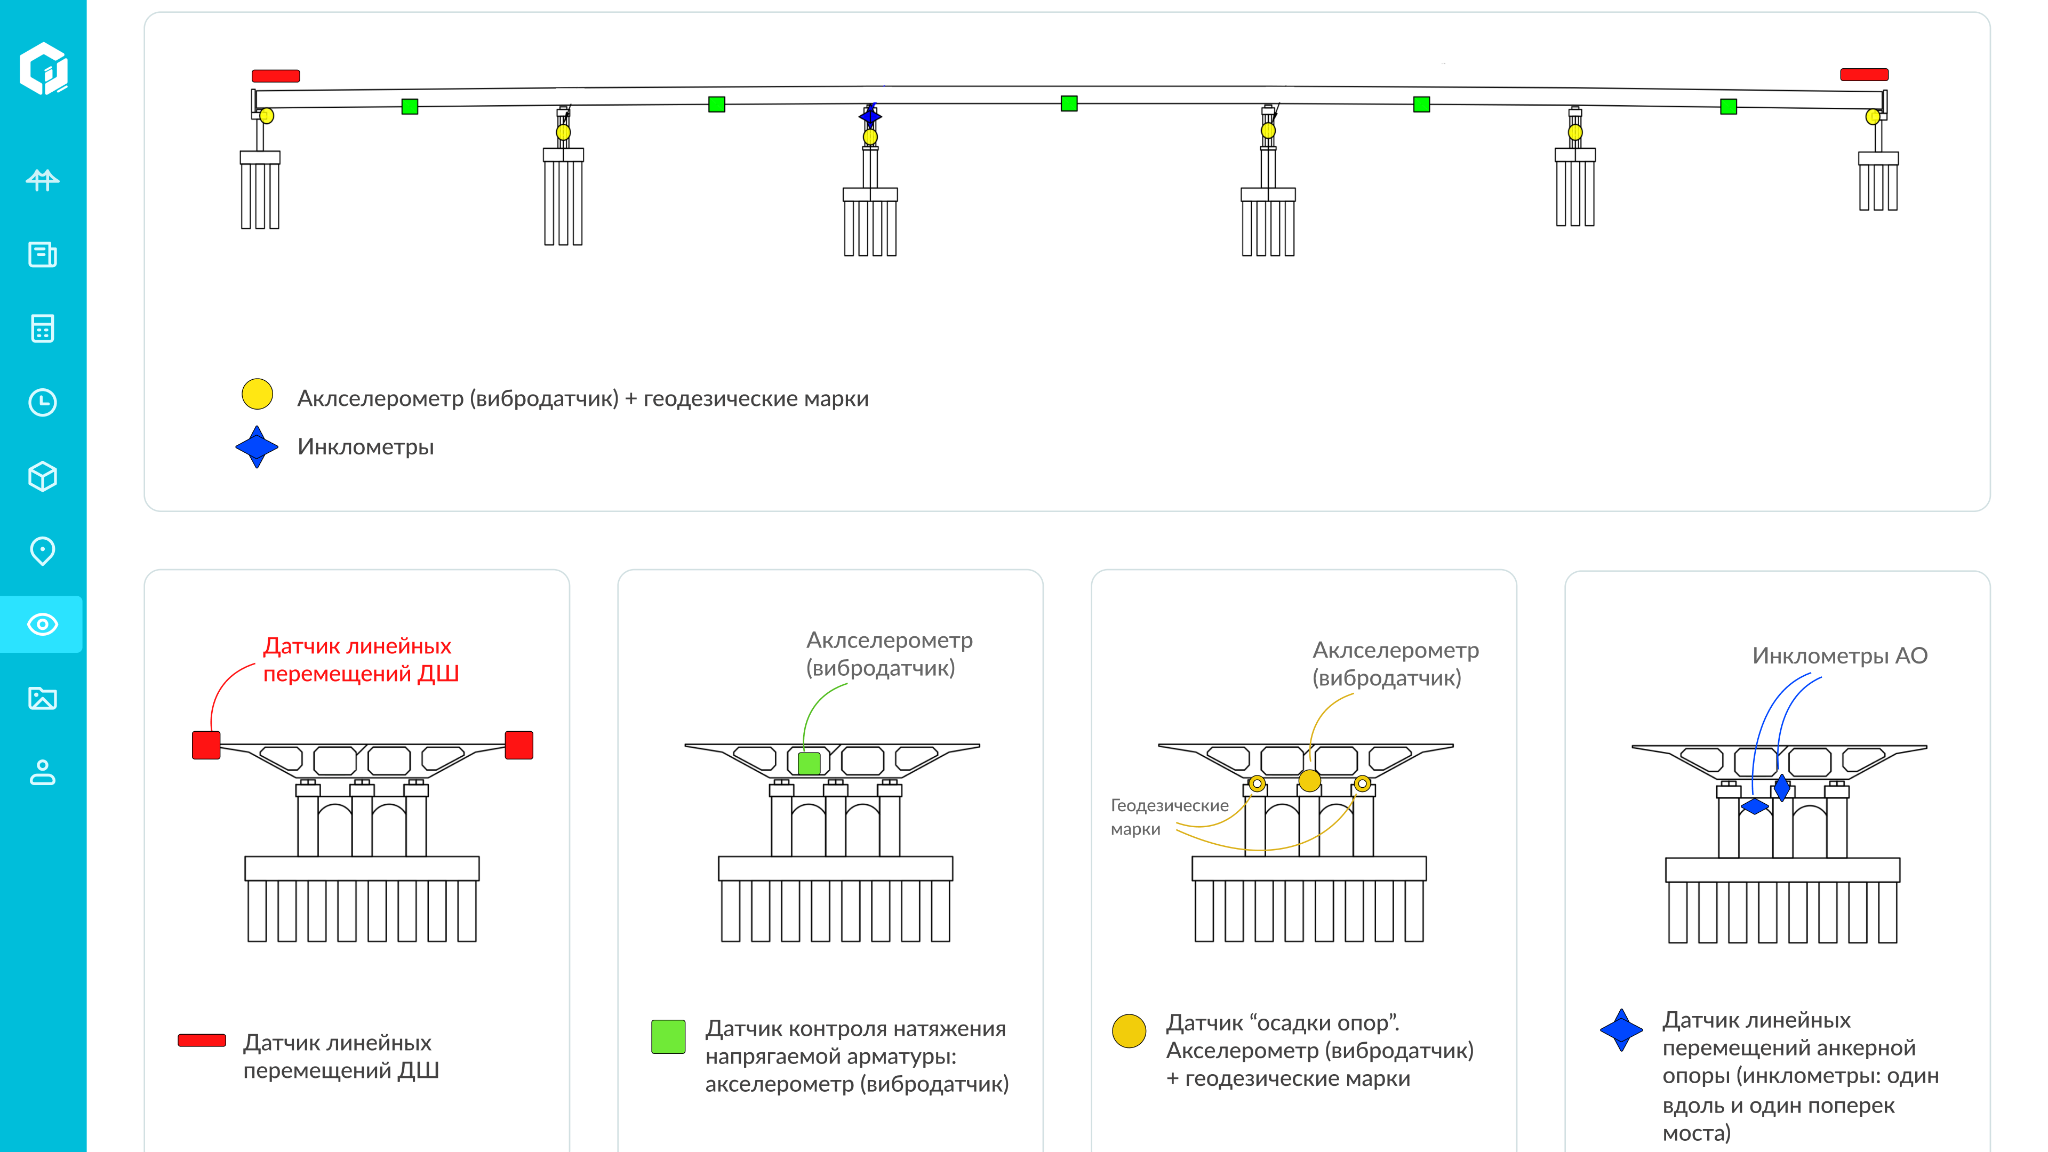 Аклселерометр (вибродатчик) + геодезические марки
Инклометры
Датчик линейных
перемещений ДШ
Датчик линейных
перемещений ДШ
Аклселерометр
(вибродатчик)
Датчик контроля натяжения
напрягаемой арматуры:
акселерометр (вибродатчик)
Аклселерометр
(вибродатчик)
Геодезические
марки
Датчик “осадки опор”.
Акселерометр (вибродатчик)
+ геодезические марки
Инклометры АО
Датчик линейных
перемещений анкерной
опоры (инклометры: один
вдоль и один поперек
моста)